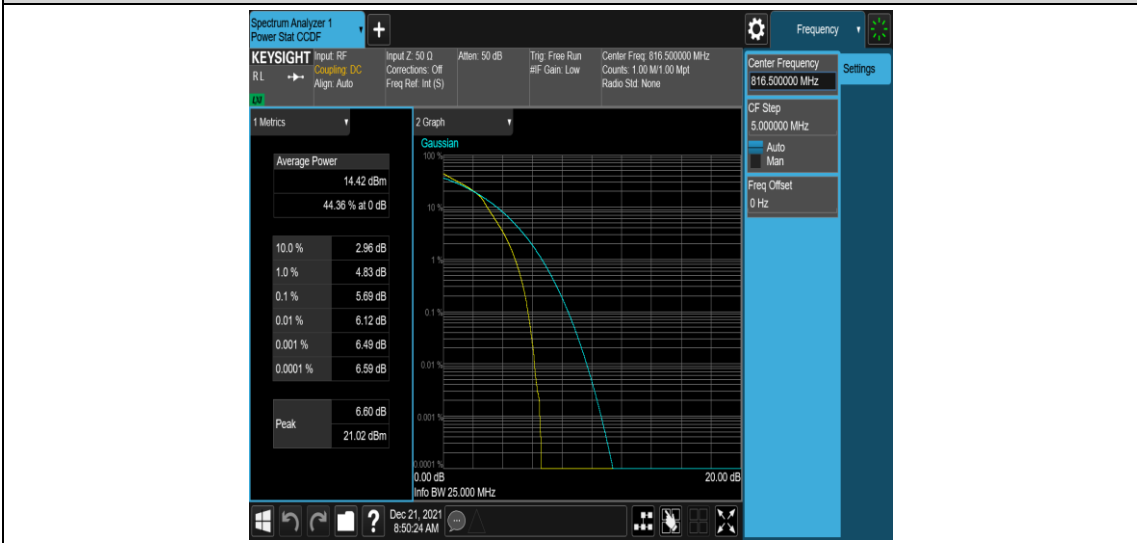 Spectrum Analyzer 1
Power Stat CCDF
+
Frequency
KEYSIGHT
Input: RF
Coupling: DC
Align: Auto
Input Z: 50 Ω
Corrections: Off
Freq Ref: Int (S)
Atten: 50 dB
Trig: Free Run
#IF Gain: Low
Center Freq: 816.500000 MHz
Counts: 1.00 M/1.00 Mpt
Radio Std: None
R L
LXI
Center Frequency
816.500000 MHz
Settings
CF Step
5.000000 MHz
Auto
Man
Freq Offset
0 Hz
1 Metrics
Average Power
14.42 dBm
44.36 % at 0 dB
10.0 % 2.96 dB
1.0 % 4.83 dB
0.1 % 5.69 dB
0.01 % 6.12 dB
0.001 % 6.49 dB
0.0001 % 6.59 dB
Peak
6.60 dB
21.02 dBm
2 Graph
Gaussian
100 %
10 %
1 %
0.1 %
0.01 %
0.001 %
0.0001 %
0.00 dB
20.00 dB
Info BW 25.000 MHz
?
Dec 21, 2021
8:50:24 AM